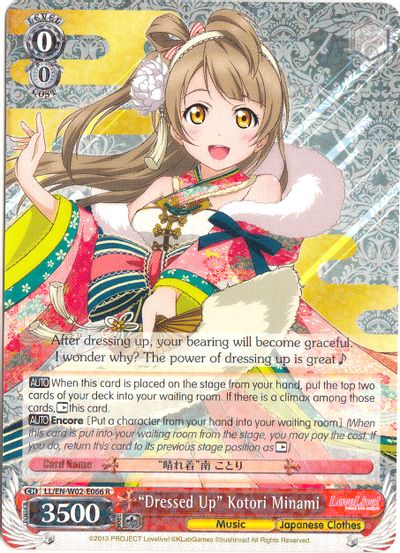 Level
0
0
Cost
After dressing up, your bearing will become graceful.
I wonder why? The power of dressing up is great♪
AUTO When this card is placed on the stage from your hand, put the top two
cards of your deck into your waiting room. If there is a climax among those
cards, this card.
AUTO Encore [Put a character from your hand into your waiting room] (When
this card is put into your waiting room from the stage, you may pay the cost. If
you do, return this card to its previous stage position as )
Card Name
"晴れ着"南 ことり
CH LL/EN-W02-E066 R
"Dressed Up" Kotori Minami
LoveLive!
3500
Music
Japanese Clothes
©2013 PROJECT Lovelive! ©KLabGames ©bushiroad All Rights Reserved.